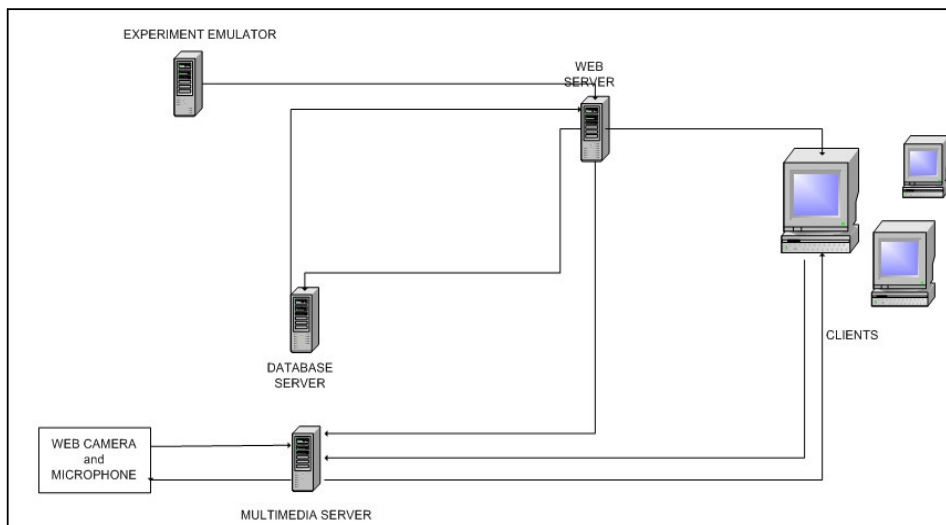 EXPERIMENT EMULATOR
WEB
SERVER
CLIENTS
DATABASE
SERVER
WEB CAMERA
and
MICROPHONE
MULTIMEDIA SERVER